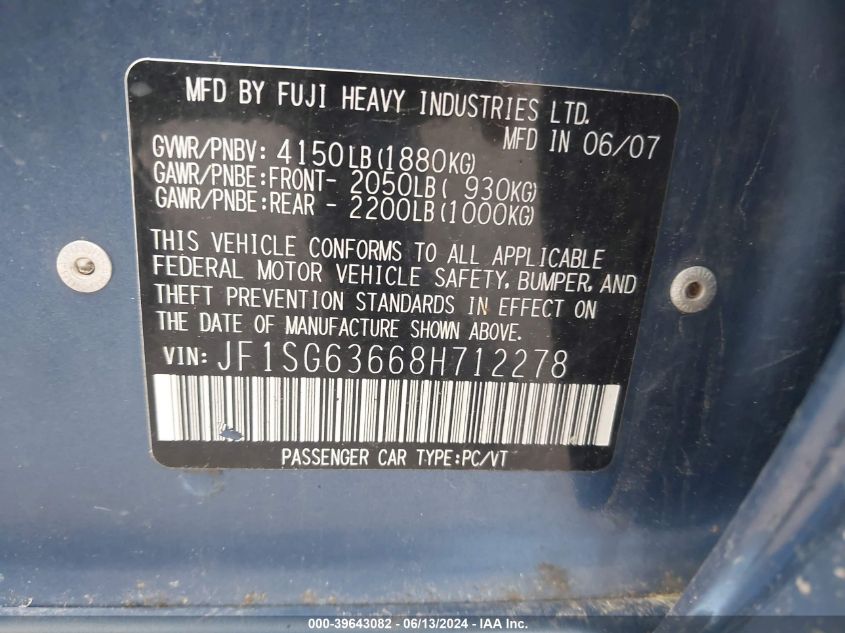 MFD BY FUJI HEAVY INDUSTRIES LTD.
MFD IN 06/07
GVWR/PNBV: 4150LB(1880KG)
GAWR/PNBE:FRONT- 2050LB( 930KG)
GAWR/PNBE:REAR - 2200LB(1000KG)
THIS VEHICLE CONFORMS TO ALL APPLICABLE
FEDERAL MOTOR VEHICLE SAFETY, BUMPER, AND
THEFT PREVENTION STANDARDS IN EFFECT ON
THE DATE OF MANUFACTURE SHOWN ABOVE.
VIN: JF1SG63668H712278
PASSENGER CAR TYPE:PC/VT
000-39643082 - 06/13/2024 - IAA Inc.